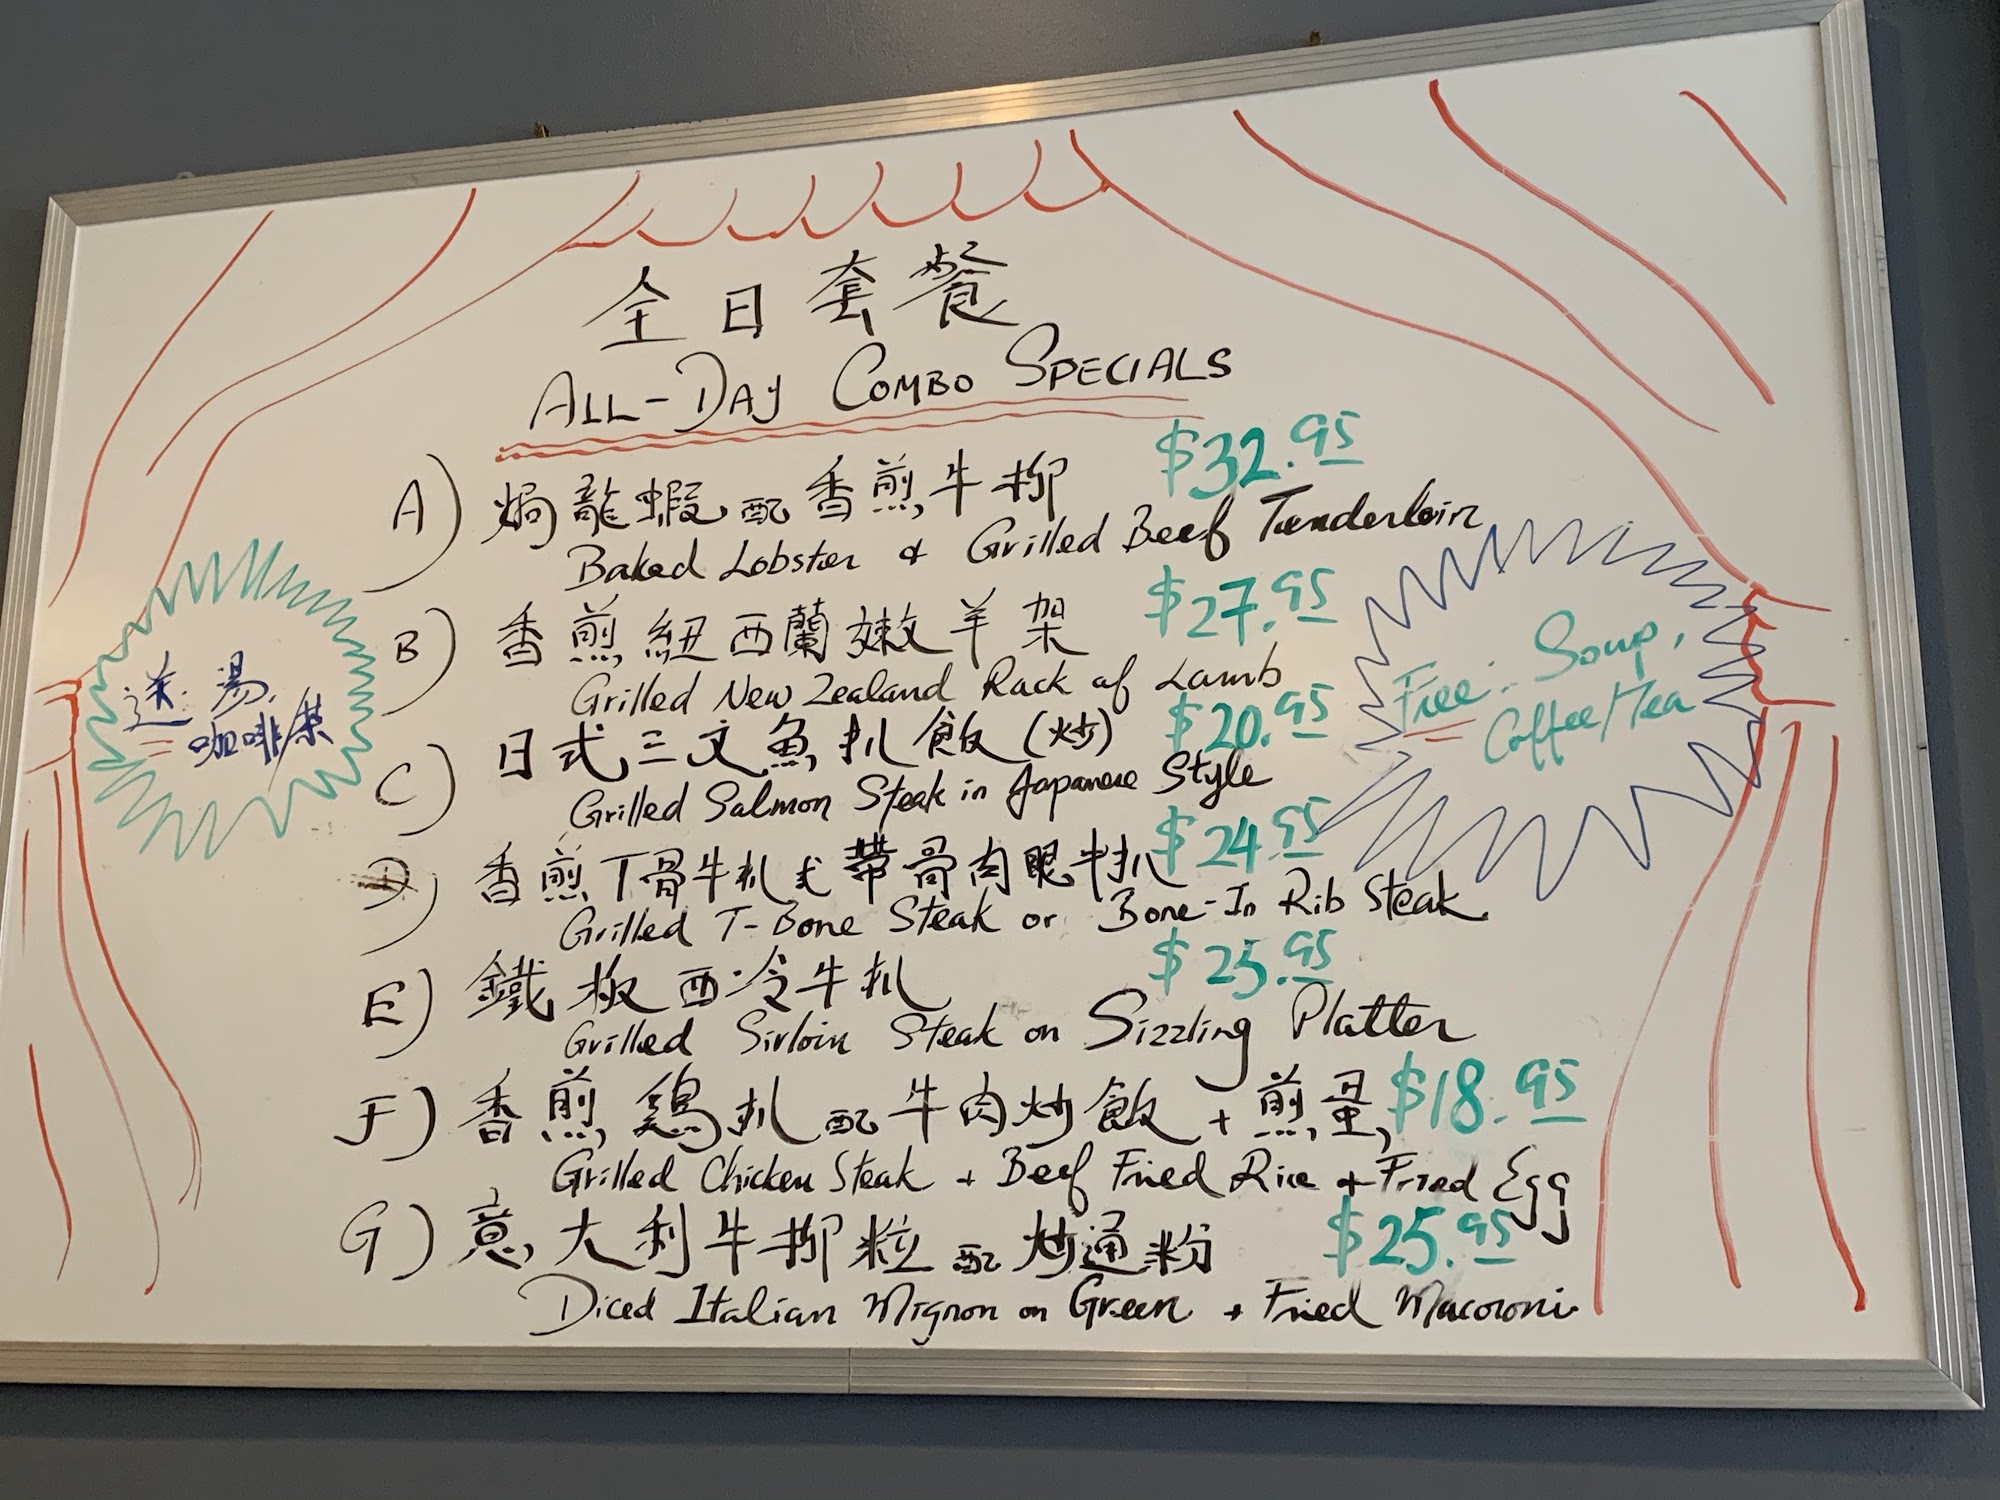 全日套餐
ALL-DAY COMBO SPECIALS
A) 焗龍蝦配香煎牛柳 $32.95
Baked Lobster & Grilled Beef Tenderloin
B) 香煎紐西蘭嫩羊架 $27.95
Grilled New Zealand Rack of Lamb
C) 日式三文魚扒飯(炒) $20.95
Grilled Salmon Steak in Japanese Style
D) 香煎T骨牛扒或帶骨肉眼牛扒 $24.95
Grilled T-Bone Steak or Bone-In Rib Steak
E) 鐵板西冷牛扒 $25.95
Grilled Sirloin Steak on Sizzling Platter
F) 香煎鷄扒配牛肉炒飯+煎蛋 $18.95
Grilled Chicken Steak + Beef Fried Rice & Fried Egg
G) 意大利牛柳粒配炒通粉 $25.95
Diced Italian Mignon on Green + Fried Macoroni
送:湯,
咖啡/茶
Free: Soup,
Coffee/Tea